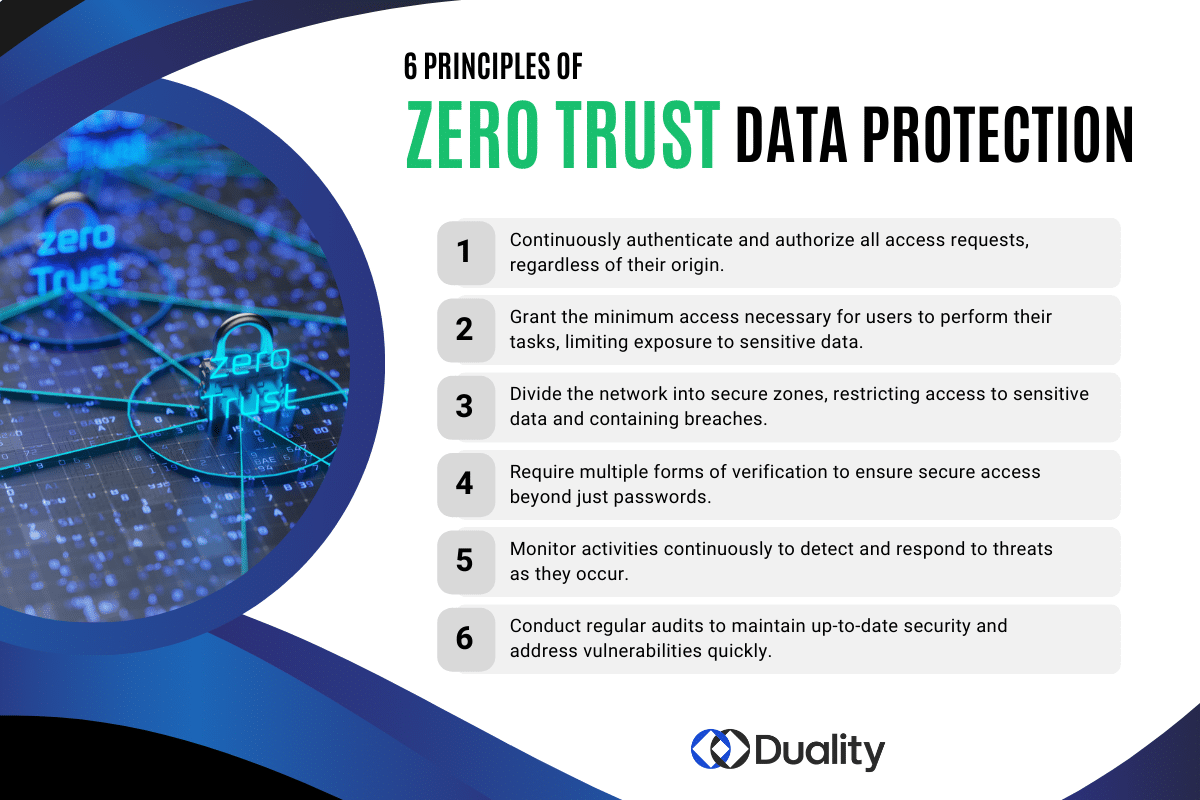 6 PRINCIPLES OF
ZERO TRUST DATA PROTECTION
1
Continuously authenticate and authorize all access requests,
regardless of their origin.
2
Grant the minimum access necessary for users to perform their
tasks, limiting exposure to sensitive data.
3
Divide the network into secure zones, restricting access to sensitive
data and containing breaches.
4
Require multiple forms of verification to ensure secure access
beyond just passwords.
5
Monitor activities continuously to detect and respond to threats
as they occur.
6
Conduct regular audits to maintain up-to-date security and
address vulnerabilities quickly.
Trust
zero
Trust
zero
Trust
Duality